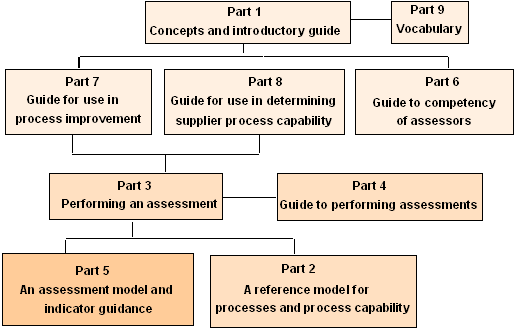 Part 1
Concepts and introductory guide
Part 9
Vocabulary
Part 7
Guide for use in
process improvement
Part 8
Guide for use in determining
supplier process capability
Part 6
Guide to competency
of assessors
Part 3
Performing an assessment
Part 4
Guide to performing assessments
Part 5
An assessment model and
indicator guidance
Part 2
A reference model for
processes and process capability